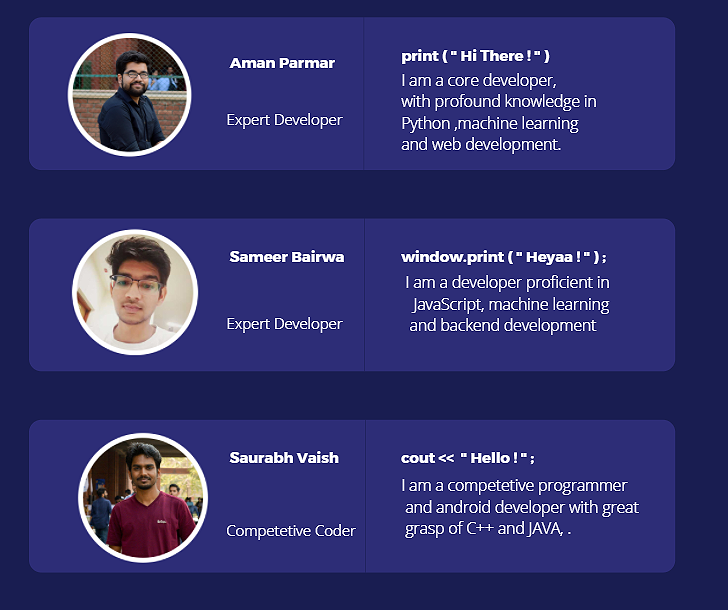 Aman Parmar
Expert Developer
print ( " Hi There ! " )
I am a core developer,
with profound knowledge in
Python ,machine learning
and web development.
Sameer Bairwa
Expert Developer
window.print ( " Heyaa ! " ) ;
I am a developer proficient in
JavaScript, machine learning
and backend development
Saurabh Vaish
Competetive Coder
cout << " Hello ! " ;
I am a competetive programmer
and android developer with great
grasp of C++ and JAVA, .